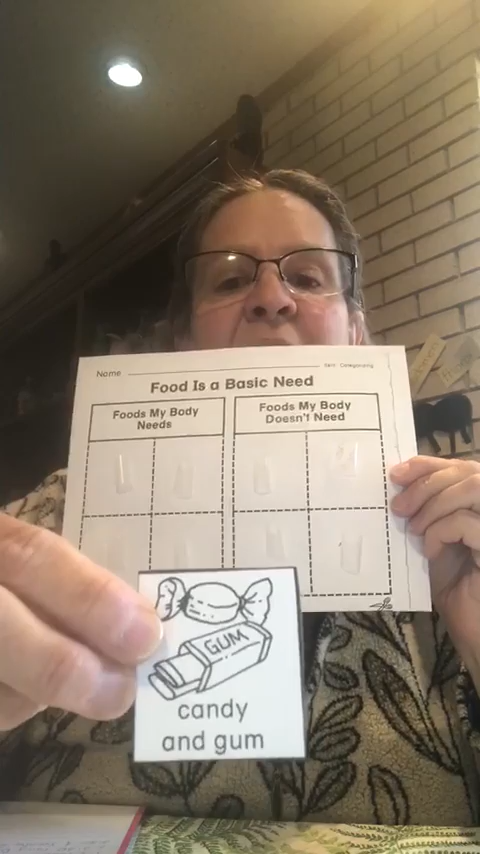 Name
Skill: Categorizing
Food Is a Basic Need
Foods My Body
Needs
Foods My Body
Doesn't Need
GUM
candy
and gum